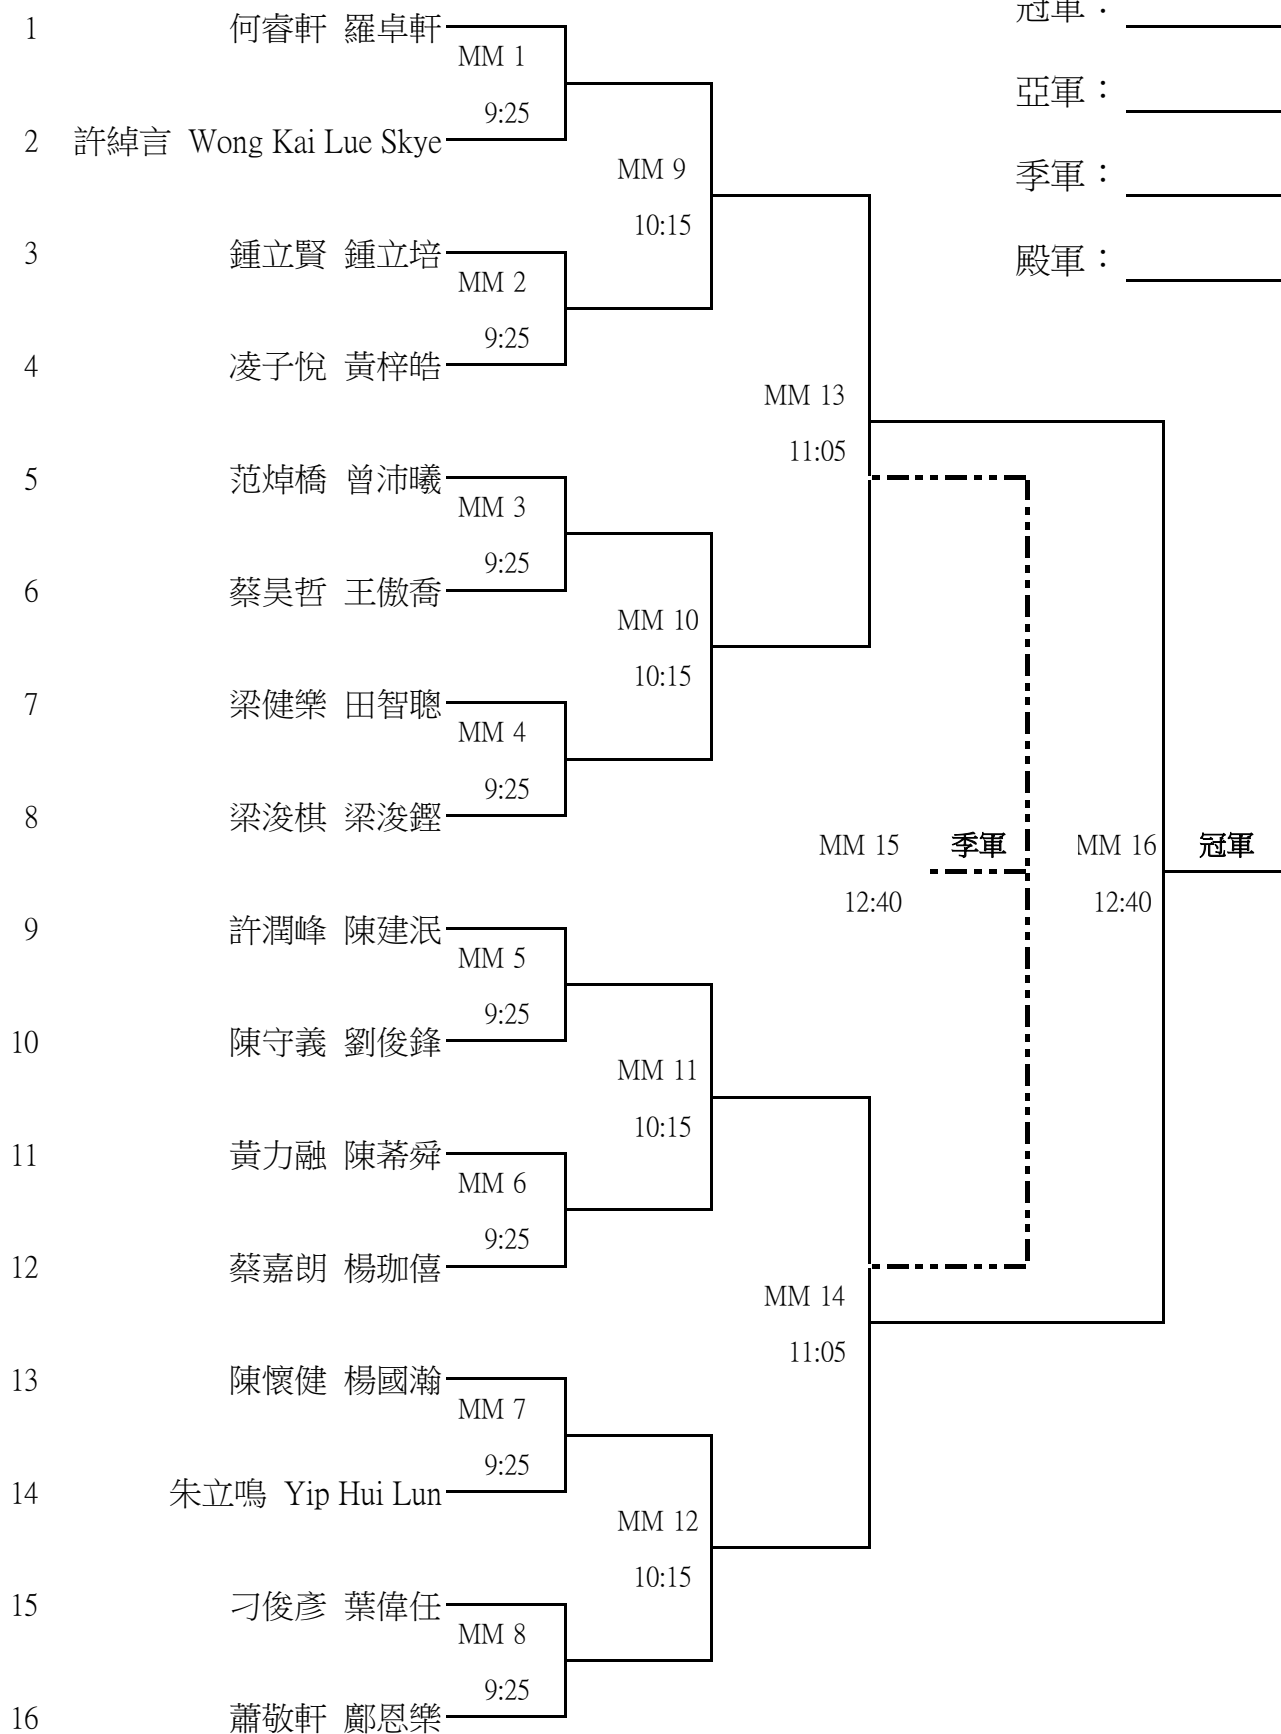 1 何睿軒 羅卓軒
冠軍：
MM 1
9:25
2 許綽言 Wong Kai Lue Skye
亞軍：
MM 9
10:15
季軍：
3 鍾立賢 鍾立培
MM 2
9:25
殿軍：
4 凌子悅 黃梓皓
MM 13
11:05
5 范焯橋 曾沛曦
MM 3
9:25
6 蔡昊哲 王傲喬
MM 10
10:15
7 梁健樂 田智聰
MM 4
9:25
8 梁浚棋 梁浚鏗
MM 15 季軍 MM 16 冠軍
12:40 12:40
9 許潤峰 陳建泯
MM 5
9:25
10 陳守義 劉俊鋒
MM 11
10:15
11 黃力融 陳莃舜
MM 6
9:25
12 蔡嘉朗 楊珈僖
MM 14
11:05
13 陳懷健 楊國瀚
MM 7
9:25
14 朱立鳴 Yip Hui Lun
MM 12
10:15
15 刁俊彥 葉偉任
MM 8
9:25
16 蕭敬軒 鄺恩樂